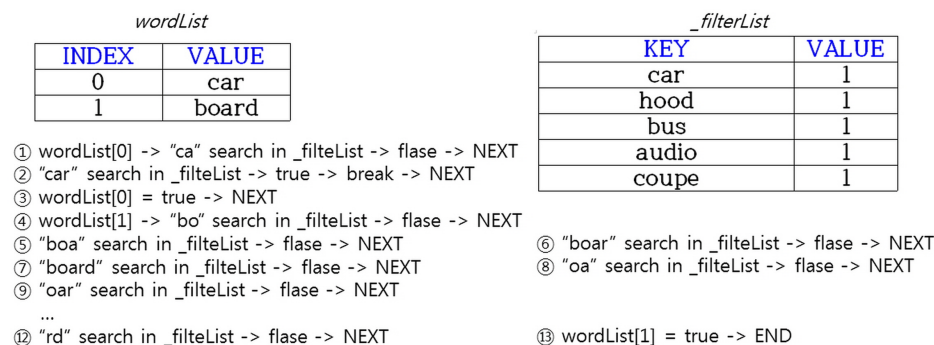 wordList
INDEX VALUE
0 car
1 board
_filterList
KEY VALUE
car 1
hood 1
bus 1
audio 1
coupe 1
① wordList[0] -> “ca” search in _filteList -> flase -> NEXT
② “car” search in _filteList -> true -> break -> NEXT
③ wordList[0] = true -> NEXT
④ wordList[1] -> “bo” search in _filteList -> flase -> NEXT
⑤ “boa” search in _filteList -> flase -> NEXT
⑥ “boar” search in _filteList -> flase -> NEXT
⑦ “board” search in _filteList -> flase -> NEXT
⑧ “oa” search in _filteList -> flase -> NEXT
⑨ “oar” search in _filteList -> flase -> NEXT
...
⑫ “rd” search in _filteList -> flase -> NEXT
⑬ wordList[1] = true -> END